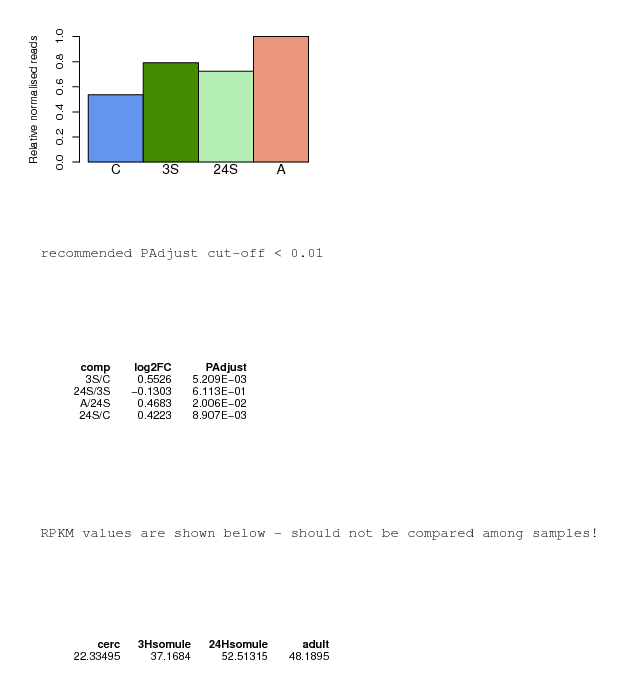 Relative normalised reads
1.0
0.8
0.6
0.4
0.2
0.0
C 3S 24S A
recommended PAdjust cut-off < 0.01
comp log2FC PAdjust
3S/C 0.5526 5.209E−03
24S/3S −0.1303 6.113E−01
A/24S 0.4683 2.006E−02
24S/C 0.4223 8.907E−03
RPKM values are shown below - should not be compared among samples!
cerc 3Hsomule 24Hsomule adult
22.33495 37.1684 52.51315 48.1895